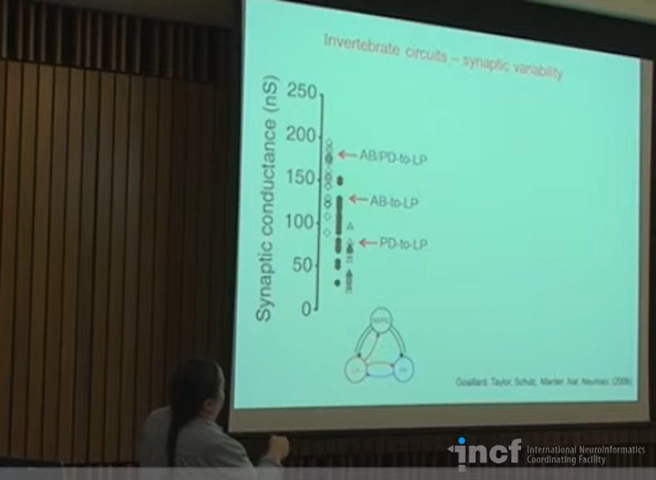 Invertebrate circuits – synaptic variability
Synaptic conductance (nS)
250
200
150
100
50
0
AB/PD-to-LP
AB-to-LP
PD-to-LP
LP
Goaillard, Taylor, Schulz, Marder, Nat. Neurosci. (2009)
incf
International Neuroinformatics
Coordinating Facility